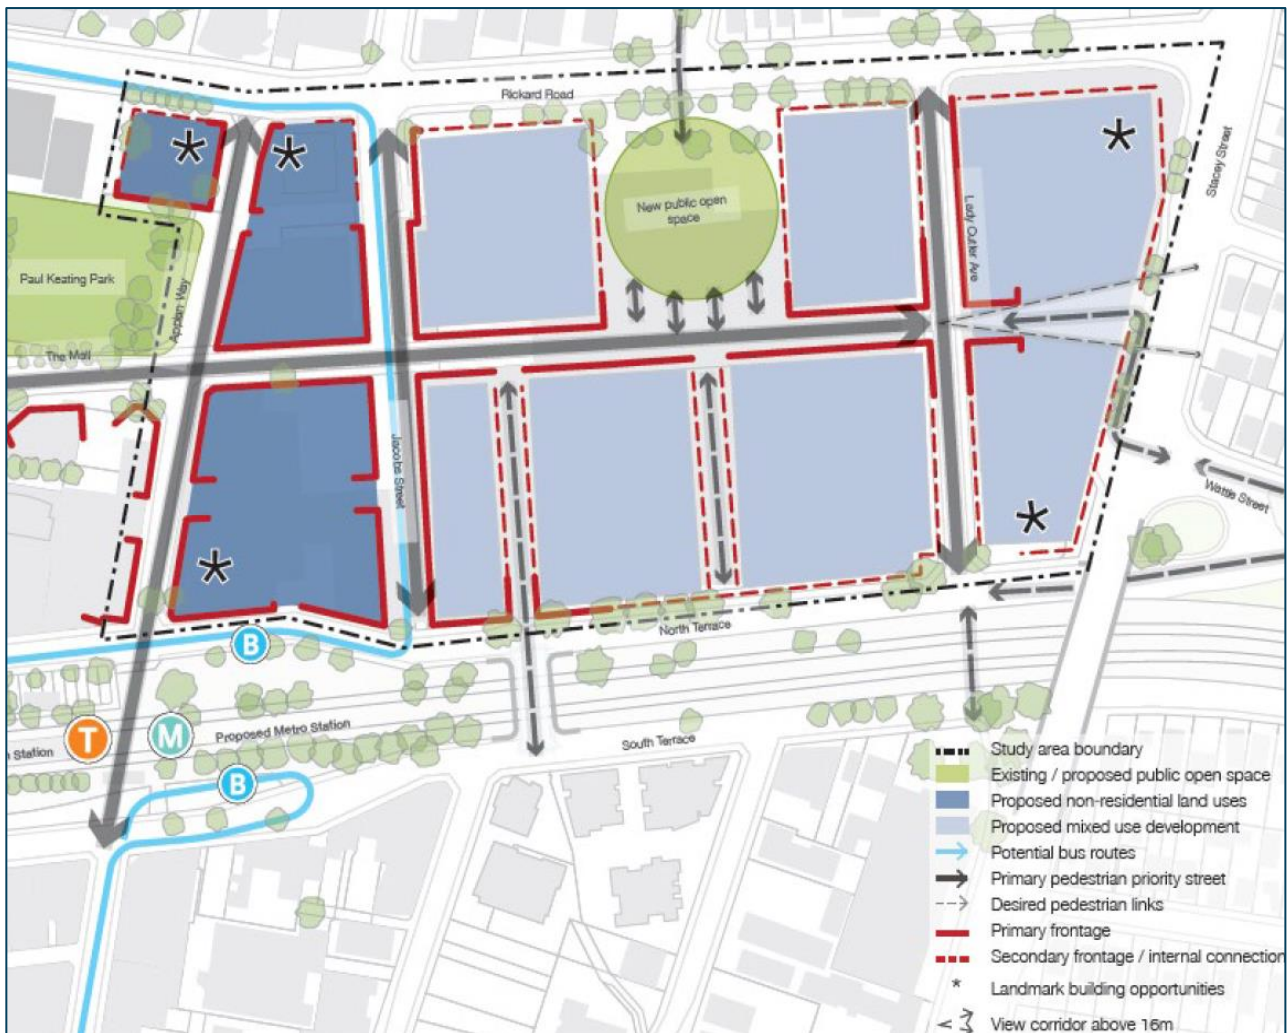 Rickard Road
Stacey Street
New public open
space
Lady Cutler Ave
Paul Keating Park
Appian Way
The Mall
Jacobs Street
Wattle Street
North Terrace
B
T
M
Proposed Metro Station
Station
South Terrace
B
Study area boundary
Existing / proposed public open space
Proposed non-residential land uses
Proposed mixed use development
Potential bus routes
Primary pedestrian priority street
Desired pedestrian links
Primary frontage
Secondary frontage / internal connection
* Landmark building opportunities
View corridor above 16m